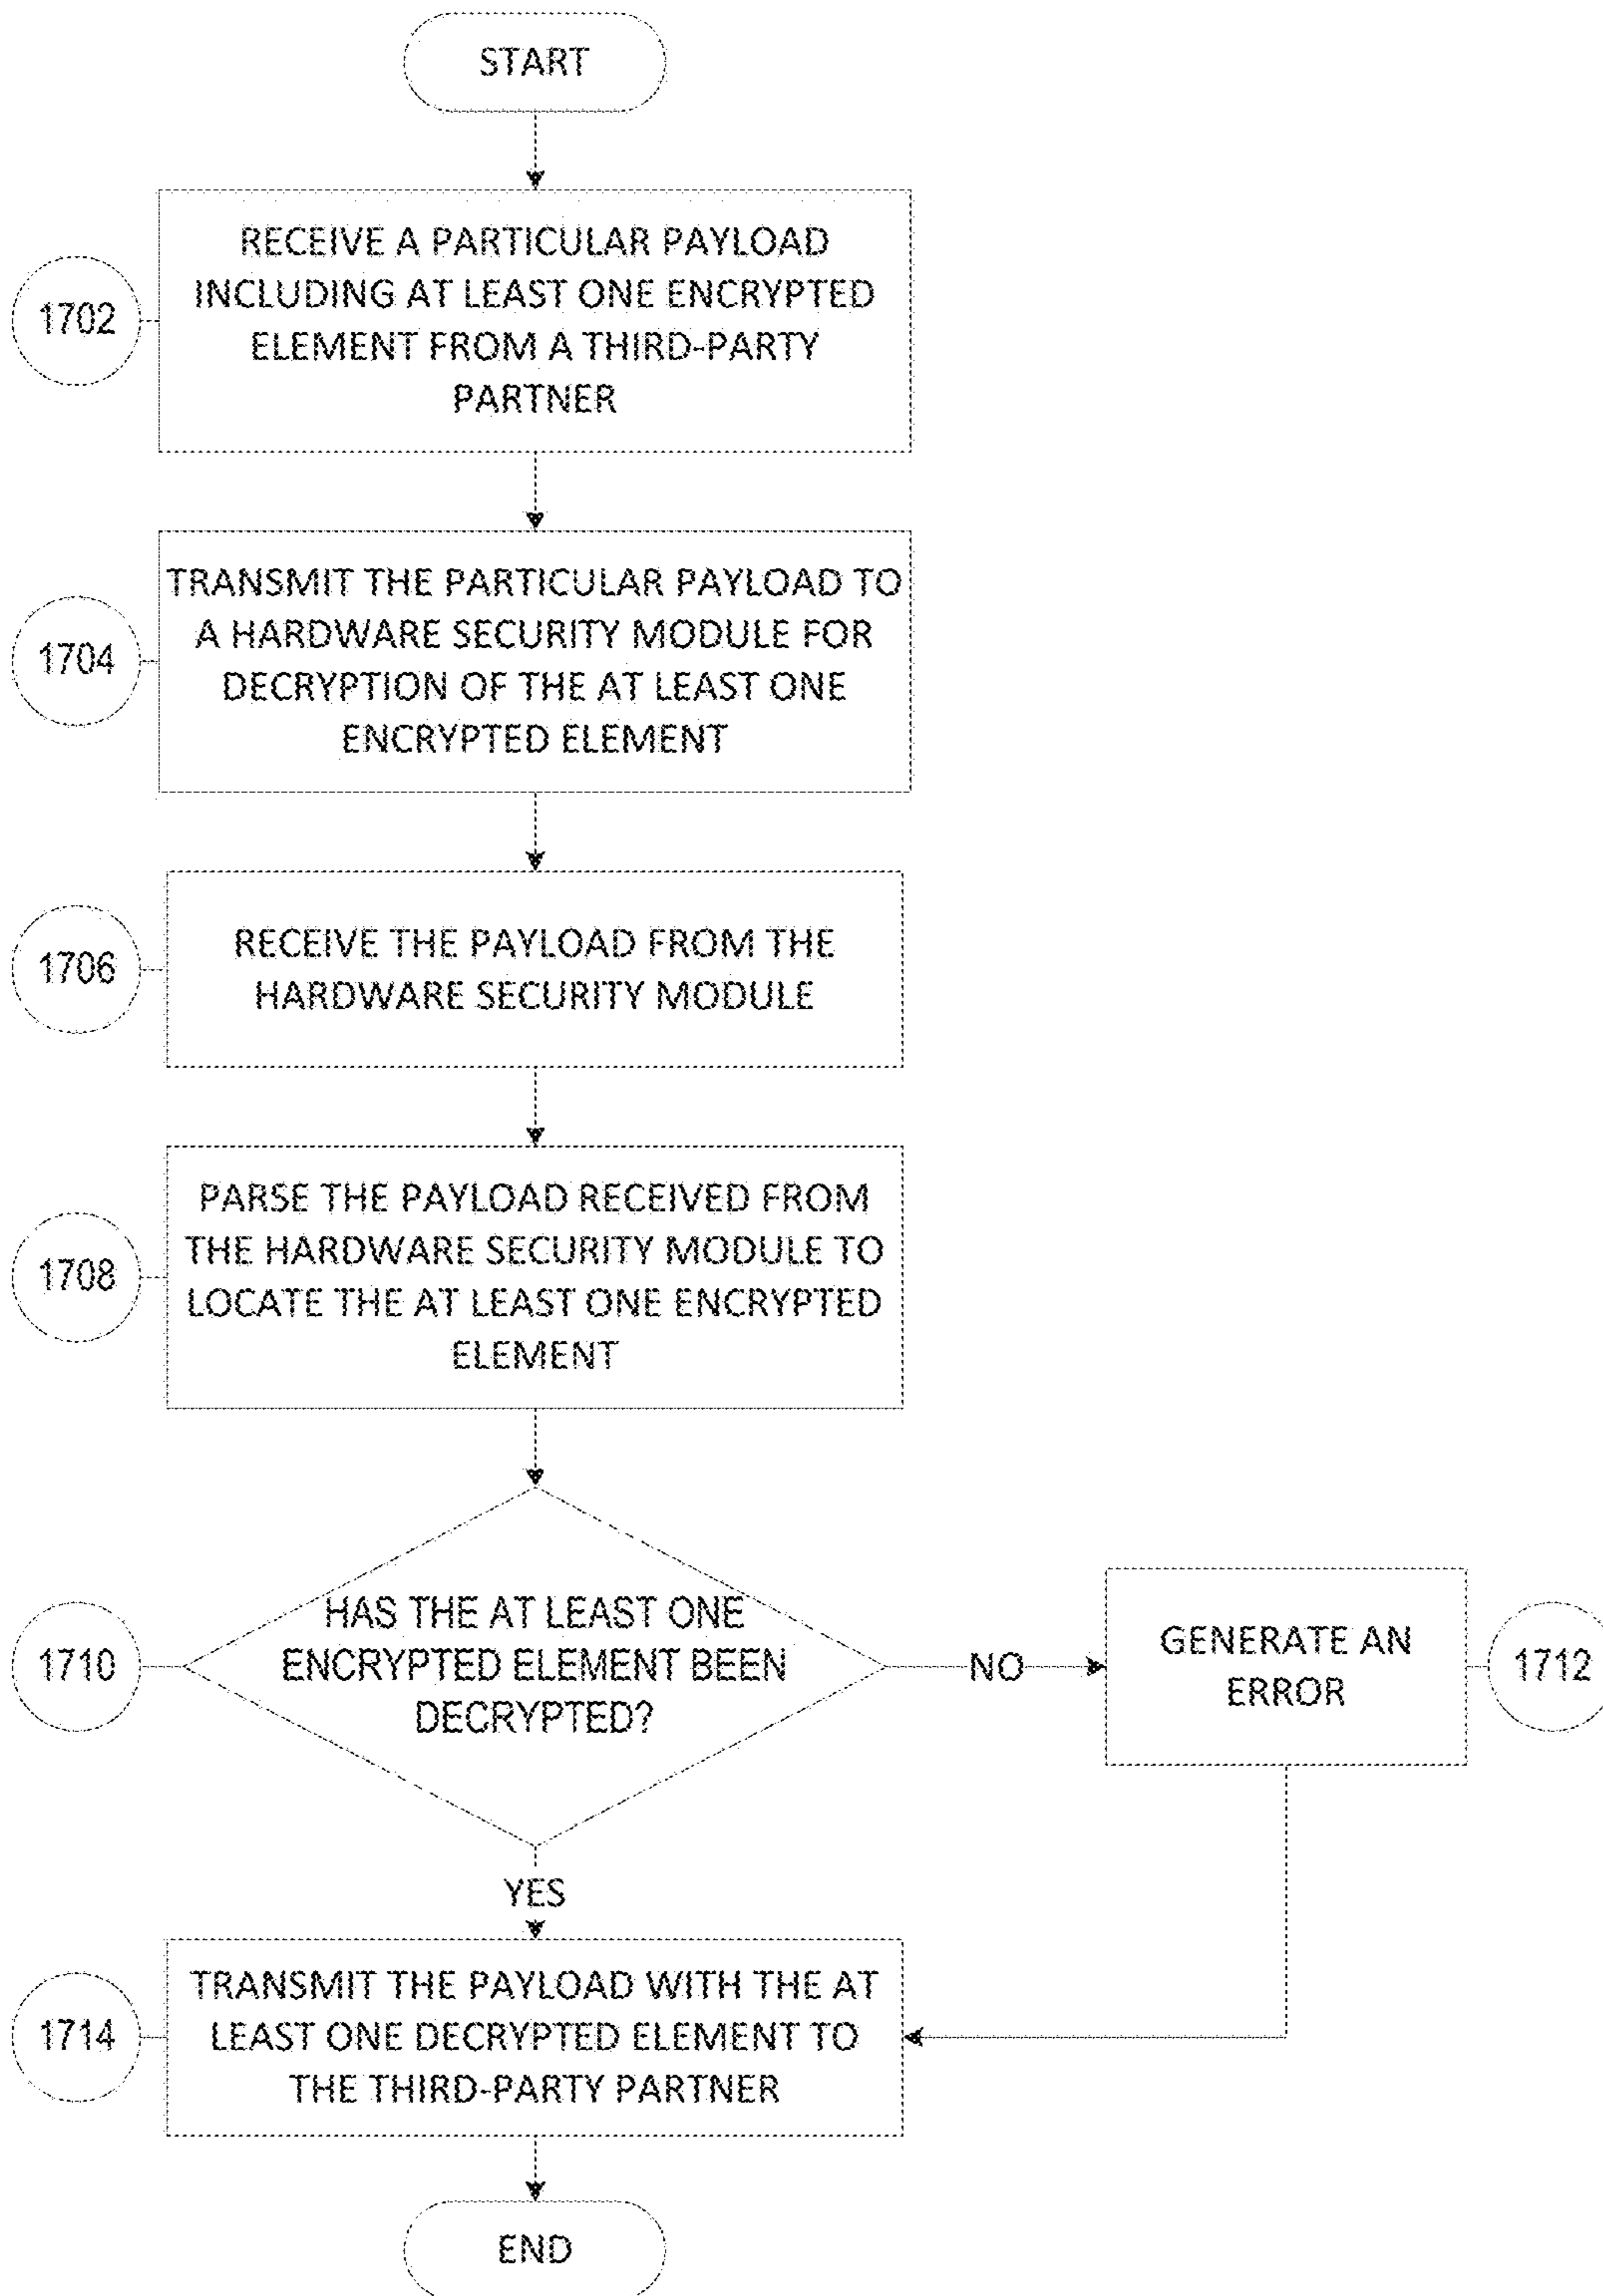 START
1702
RECEIVE A PARTICULAR PAYLOAD
INCLUDING AT LEAST ONE ENCRYPTED
ELEMENT FROM A THIRD-PARTY
PARTNER
1704
TRANSMIT THE PARTICULAR PAYLOAD TO
A HARDWARE SECURITY MODULE FOR
DECRYPTION OF THE AT LEAST ONE
ENCRYPTED ELEMENT
1706
RECEIVE THE PAYLOAD FROM THE
HARDWARE SECURITY MODULE
1708
PARSE THE PAYLOAD RECEIVED FROM
THE HARDWARE SECURITY MODULE TO
LOCATE THE AT LEAST ONE ENCRYPTED
ELEMENT
1710
HAS THE AT LEAST ONE
ENCRYPTED ELEMENT BEEN
DECRYPTED?
NO
GENERATE AN
ERROR
1712
YES
1714
TRANSMIT THE PAYLOAD WITH THE AT
LEAST ONE DECRYPTED ELEMENT TO
THE THIRD-PARTY PARTNER
END